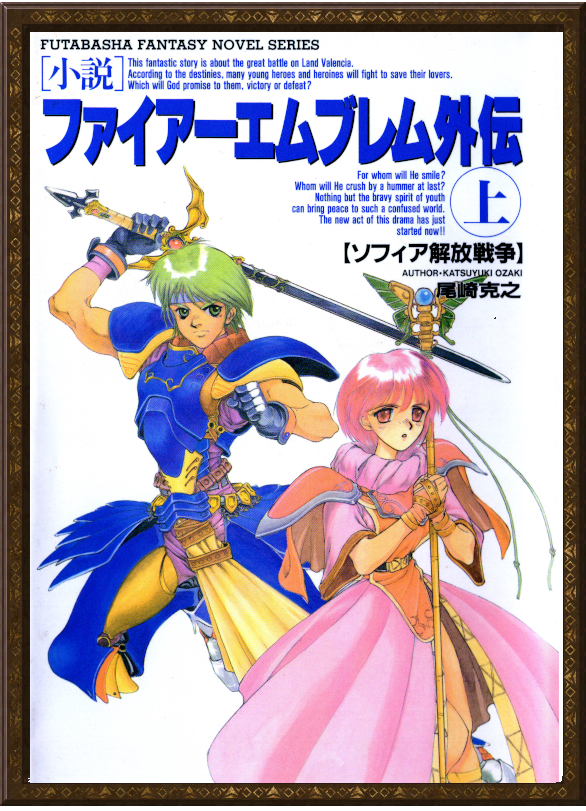 FUTABASHA FANTASY NOVEL SERIES
[小説]
This fantastic story is about the great battle on Land Valencia.
According to the destinies, many young heroes and heroines will fight to save their lovers.
Which will God promise to them, victory or defeat?
ファイアーエムブレム外伝
For whom will He smile?
Whom will He crush by a hummer at last?
Nothing but the bravy spirit of youth
can bring peace to such a confused world.
The new act of this drama has just
started now!!
上
【ソフィア解放戦争】
AUTHOR・KATSUYUKI OZAKI
尾崎克之